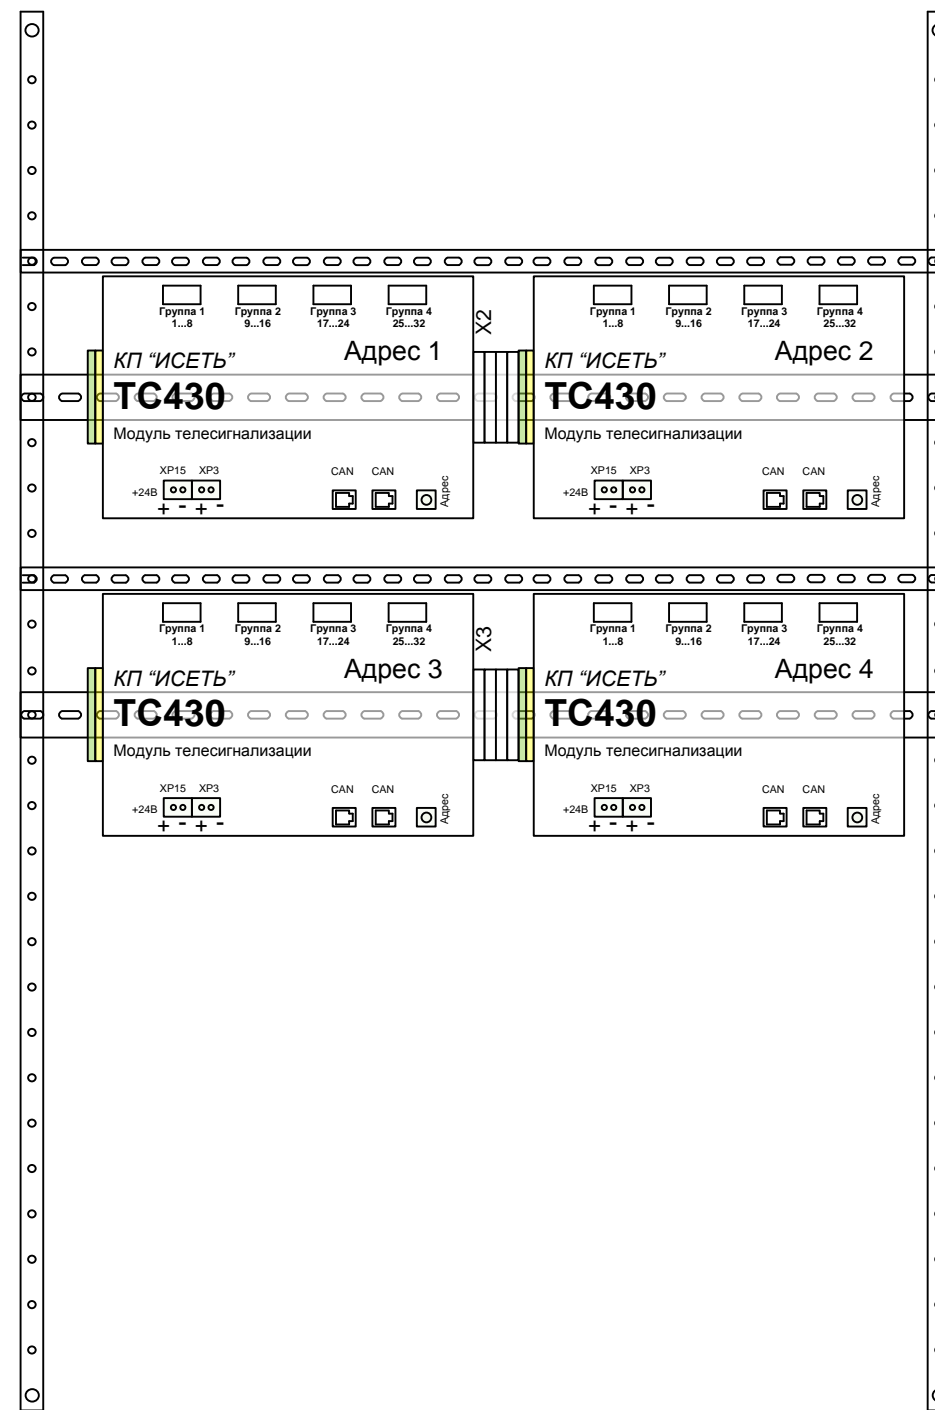 Группа 1 Группа 2 Группа 3 Группа 4
1...8 9...16 17...24 25...32
КП “ИСЕТЬ” Адрес 1
ТС430
Модуль телесигнализации
XP15 XP3 CAN CAN
+24В Адрес
+ - + -
X2
Группа 1 Группа 2 Группа 3 Группа 4
1...8 9...16 17...24 25...32
КП “ИСЕТЬ” Адрес 2
ТС430
Модуль телесигнализации
XP15 XP3 CAN CAN
+24В Адрес
+ - + -
Группа 1 Группа 2 Группа 3 Группа 4
1...8 9...16 17...24 25...32
КП “ИСЕТЬ” Адрес 3
ТС430
Модуль телесигнализации
XP15 XP3 CAN CAN
+24В Адрес
+ - + -
X3
Группа 1 Группа 2 Группа 3 Группа 4
1...8 9...16 17...24 25...32
КП “ИСЕТЬ” Адрес 4
ТС430
Модуль телесигнализации
XP15 XP3 CAN CAN
+24В Адрес
+ - + -